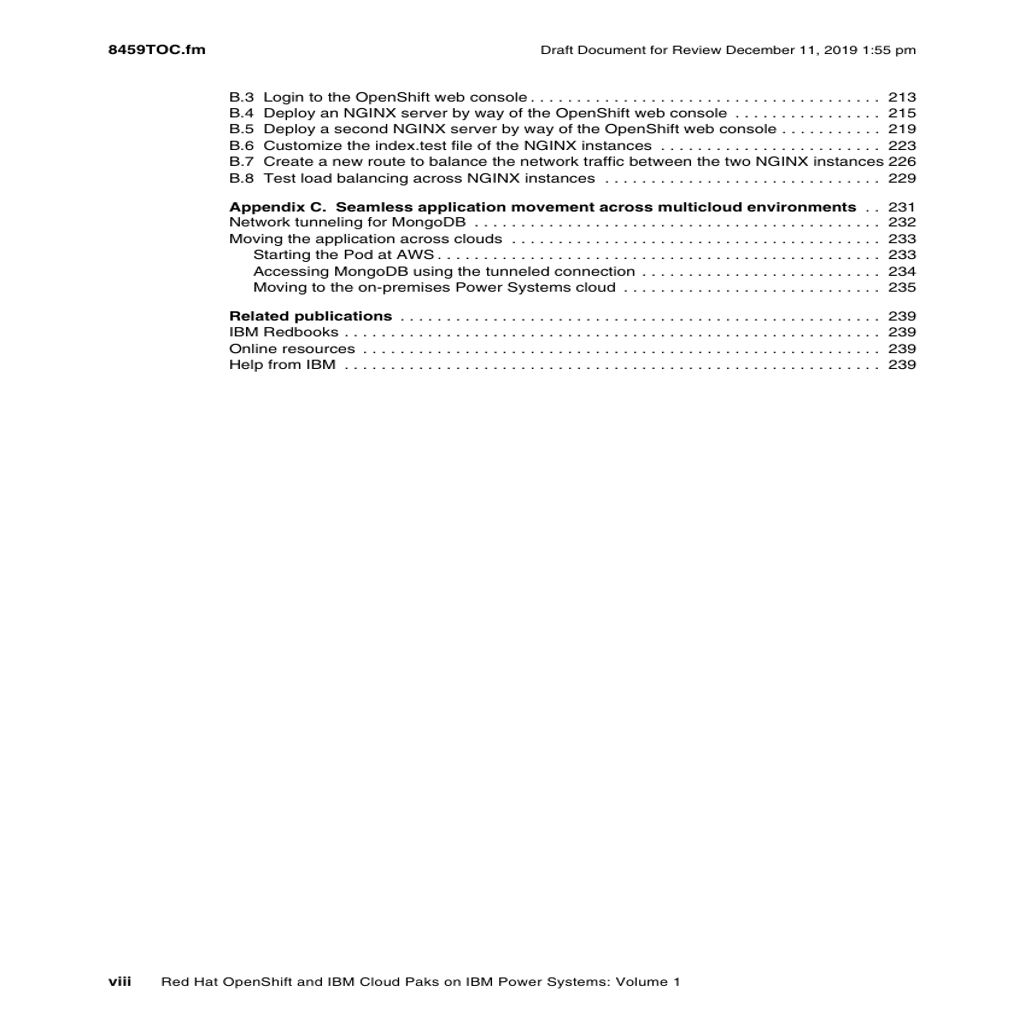 8459TOC.fm Draft Document for Review December 11, 2019 1:55 pm
B.3 Login to the OpenShift web console . . . . . . . . . . . . . . . . . . . . . . . . . . . . . . . . . . . . . . 213
B.4 Deploy an NGINX server by way of the OpenShift web console . . . . . . . . . . . . . . . . 215
B.5 Deploy a second NGINX server by way of the OpenShift web console . . . . . . . . . . . 219
B.6 Customize the index.test file of the NGINX instances . . . . . . . . . . . . . . . . . . . . . . . . 223
B.7 Create a new route to balance the network traffic between the two NGINX instances 226
B.8 Test load balancing across NGINX instances . . . . . . . . . . . . . . . . . . . . . . . . . . . . . . 229
Appendix C. Seamless application movement across multicloud environments . . 231
Network tunneling for MongoDB . . . . . . . . . . . . . . . . . . . . . . . . . . . . . . . . . . . . . . . . . . . . 232
Moving the application across clouds . . . . . . . . . . . . . . . . . . . . . . . . . . . . . . . . . . . . . . . . 233
Starting the Pod at AWS . . . . . . . . . . . . . . . . . . . . . . . . . . . . . . . . . . . . . . . . . . . . . . . . 233
Accessing MongoDB using the tunneled connection . . . . . . . . . . . . . . . . . . . . . . . . . . 234
Moving to the on-premises Power Systems cloud . . . . . . . . . . . . . . . . . . . . . . . . . . . . 235
Related publications . . . . . . . . . . . . . . . . . . . . . . . . . . . . . . . . . . . . . . . . . . . . . . . . . . . . 239
IBM Redbooks . . . . . . . . . . . . . . . . . . . . . . . . . . . . . . . . . . . . . . . . . . . . . . . . . . . . . . . . . . 239
Online resources . . . . . . . . . . . . . . . . . . . . . . . . . . . . . . . . . . . . . . . . . . . . . . . . . . . . . . . . 239
Help from IBM . . . . . . . . . . . . . . . . . . . . . . . . . . . . . . . . . . . . . . . . . . . . . . . . . . . . . . . . . . 239
viii Red Hat OpenShift and IBM Cloud Paks on IBM Power Systems: Volume 1